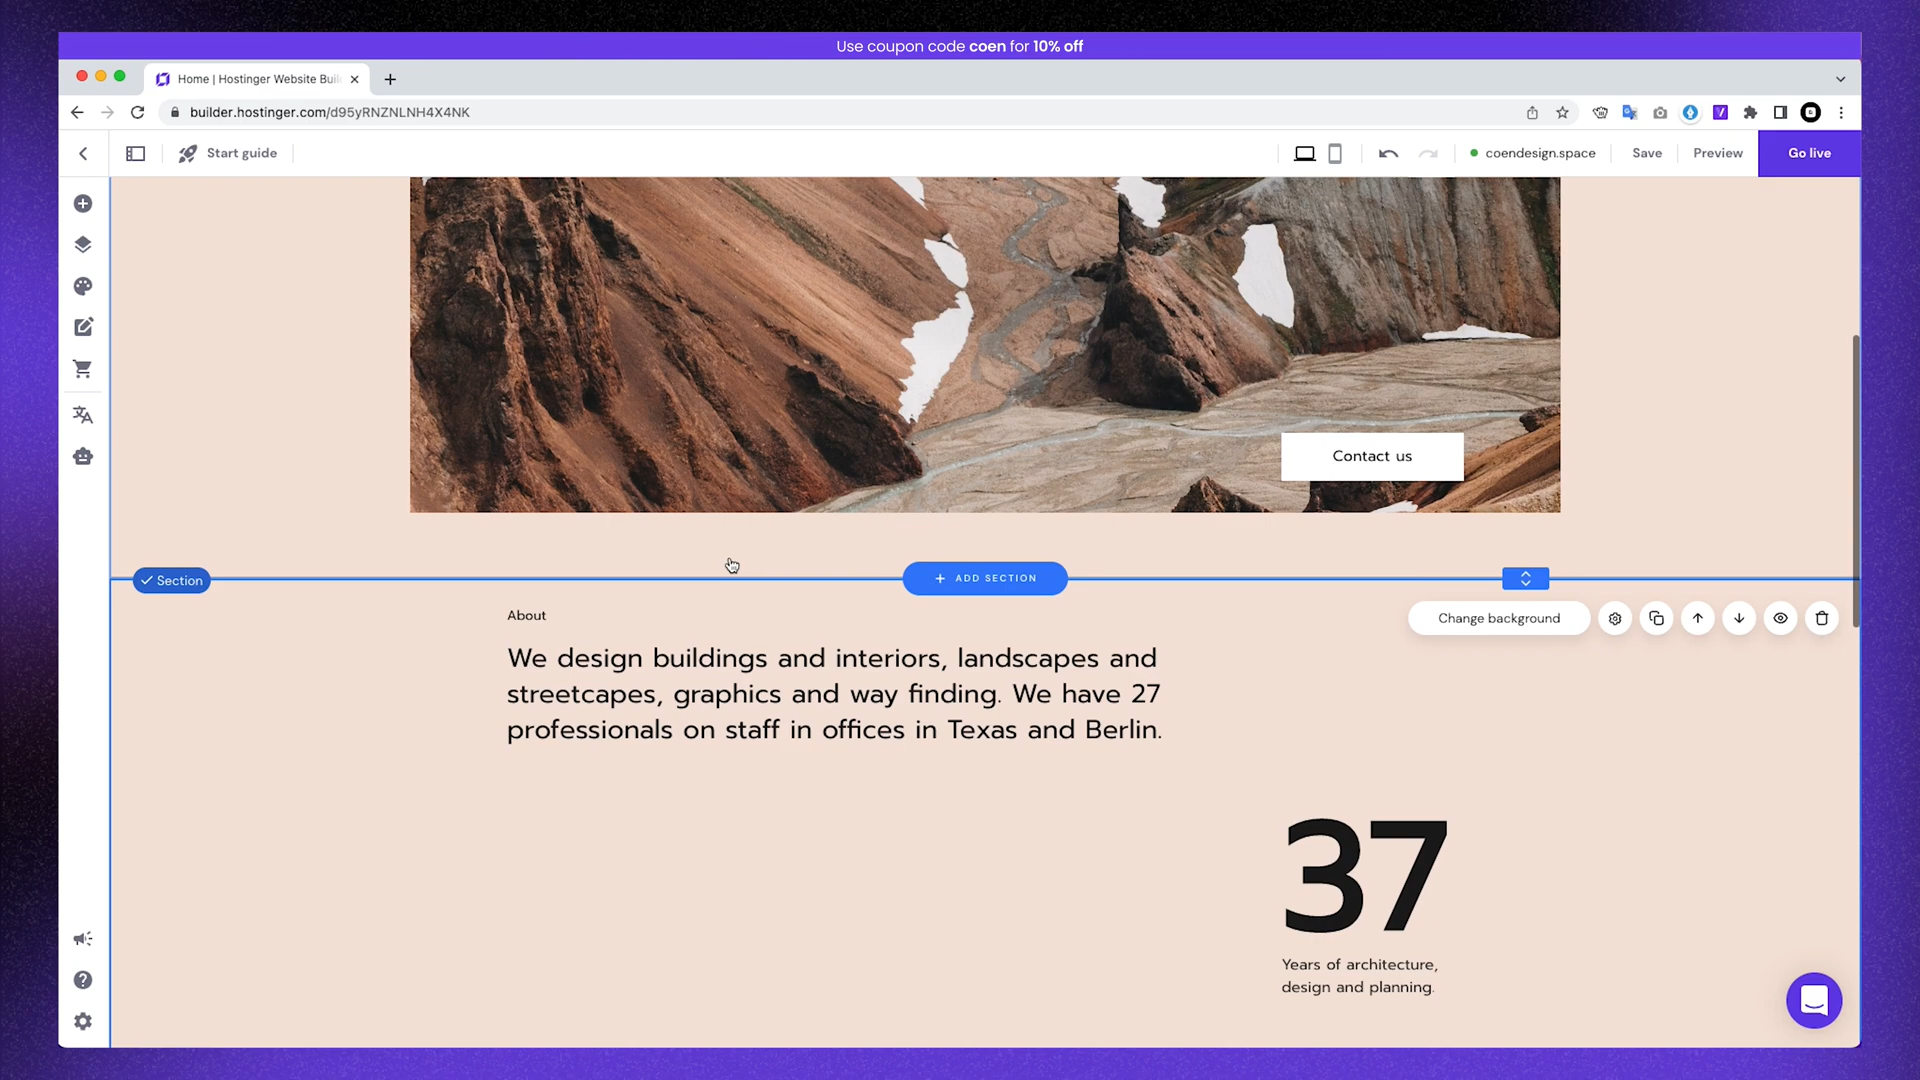 Use coupon code coen for 10% off
Home | Hostinger Website Buil
builder.hostinger.com/d95yRNZNLNH4X4NK
Start guide
coendesign.space
Save
Preview
Go live
Contact us
Section
+ ADD SECTION
About
Change background
We design buildings and interiors, landscapes and
streetcapes, graphics and way finding. We have 27
professionals on staff in offices in Texas and Berlin.
37
Years of architecture,
design and planning.